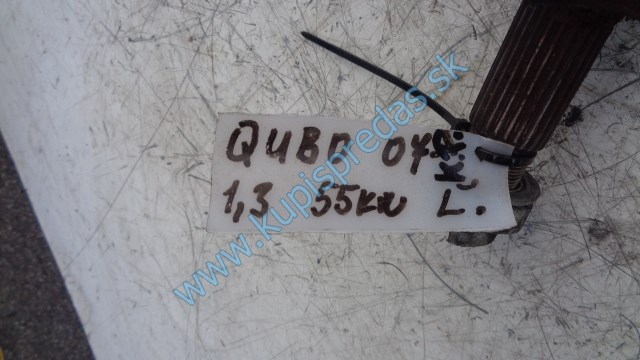 QUBO 07
1,3 55kw L.
K.A.
www.kupispredas.sk